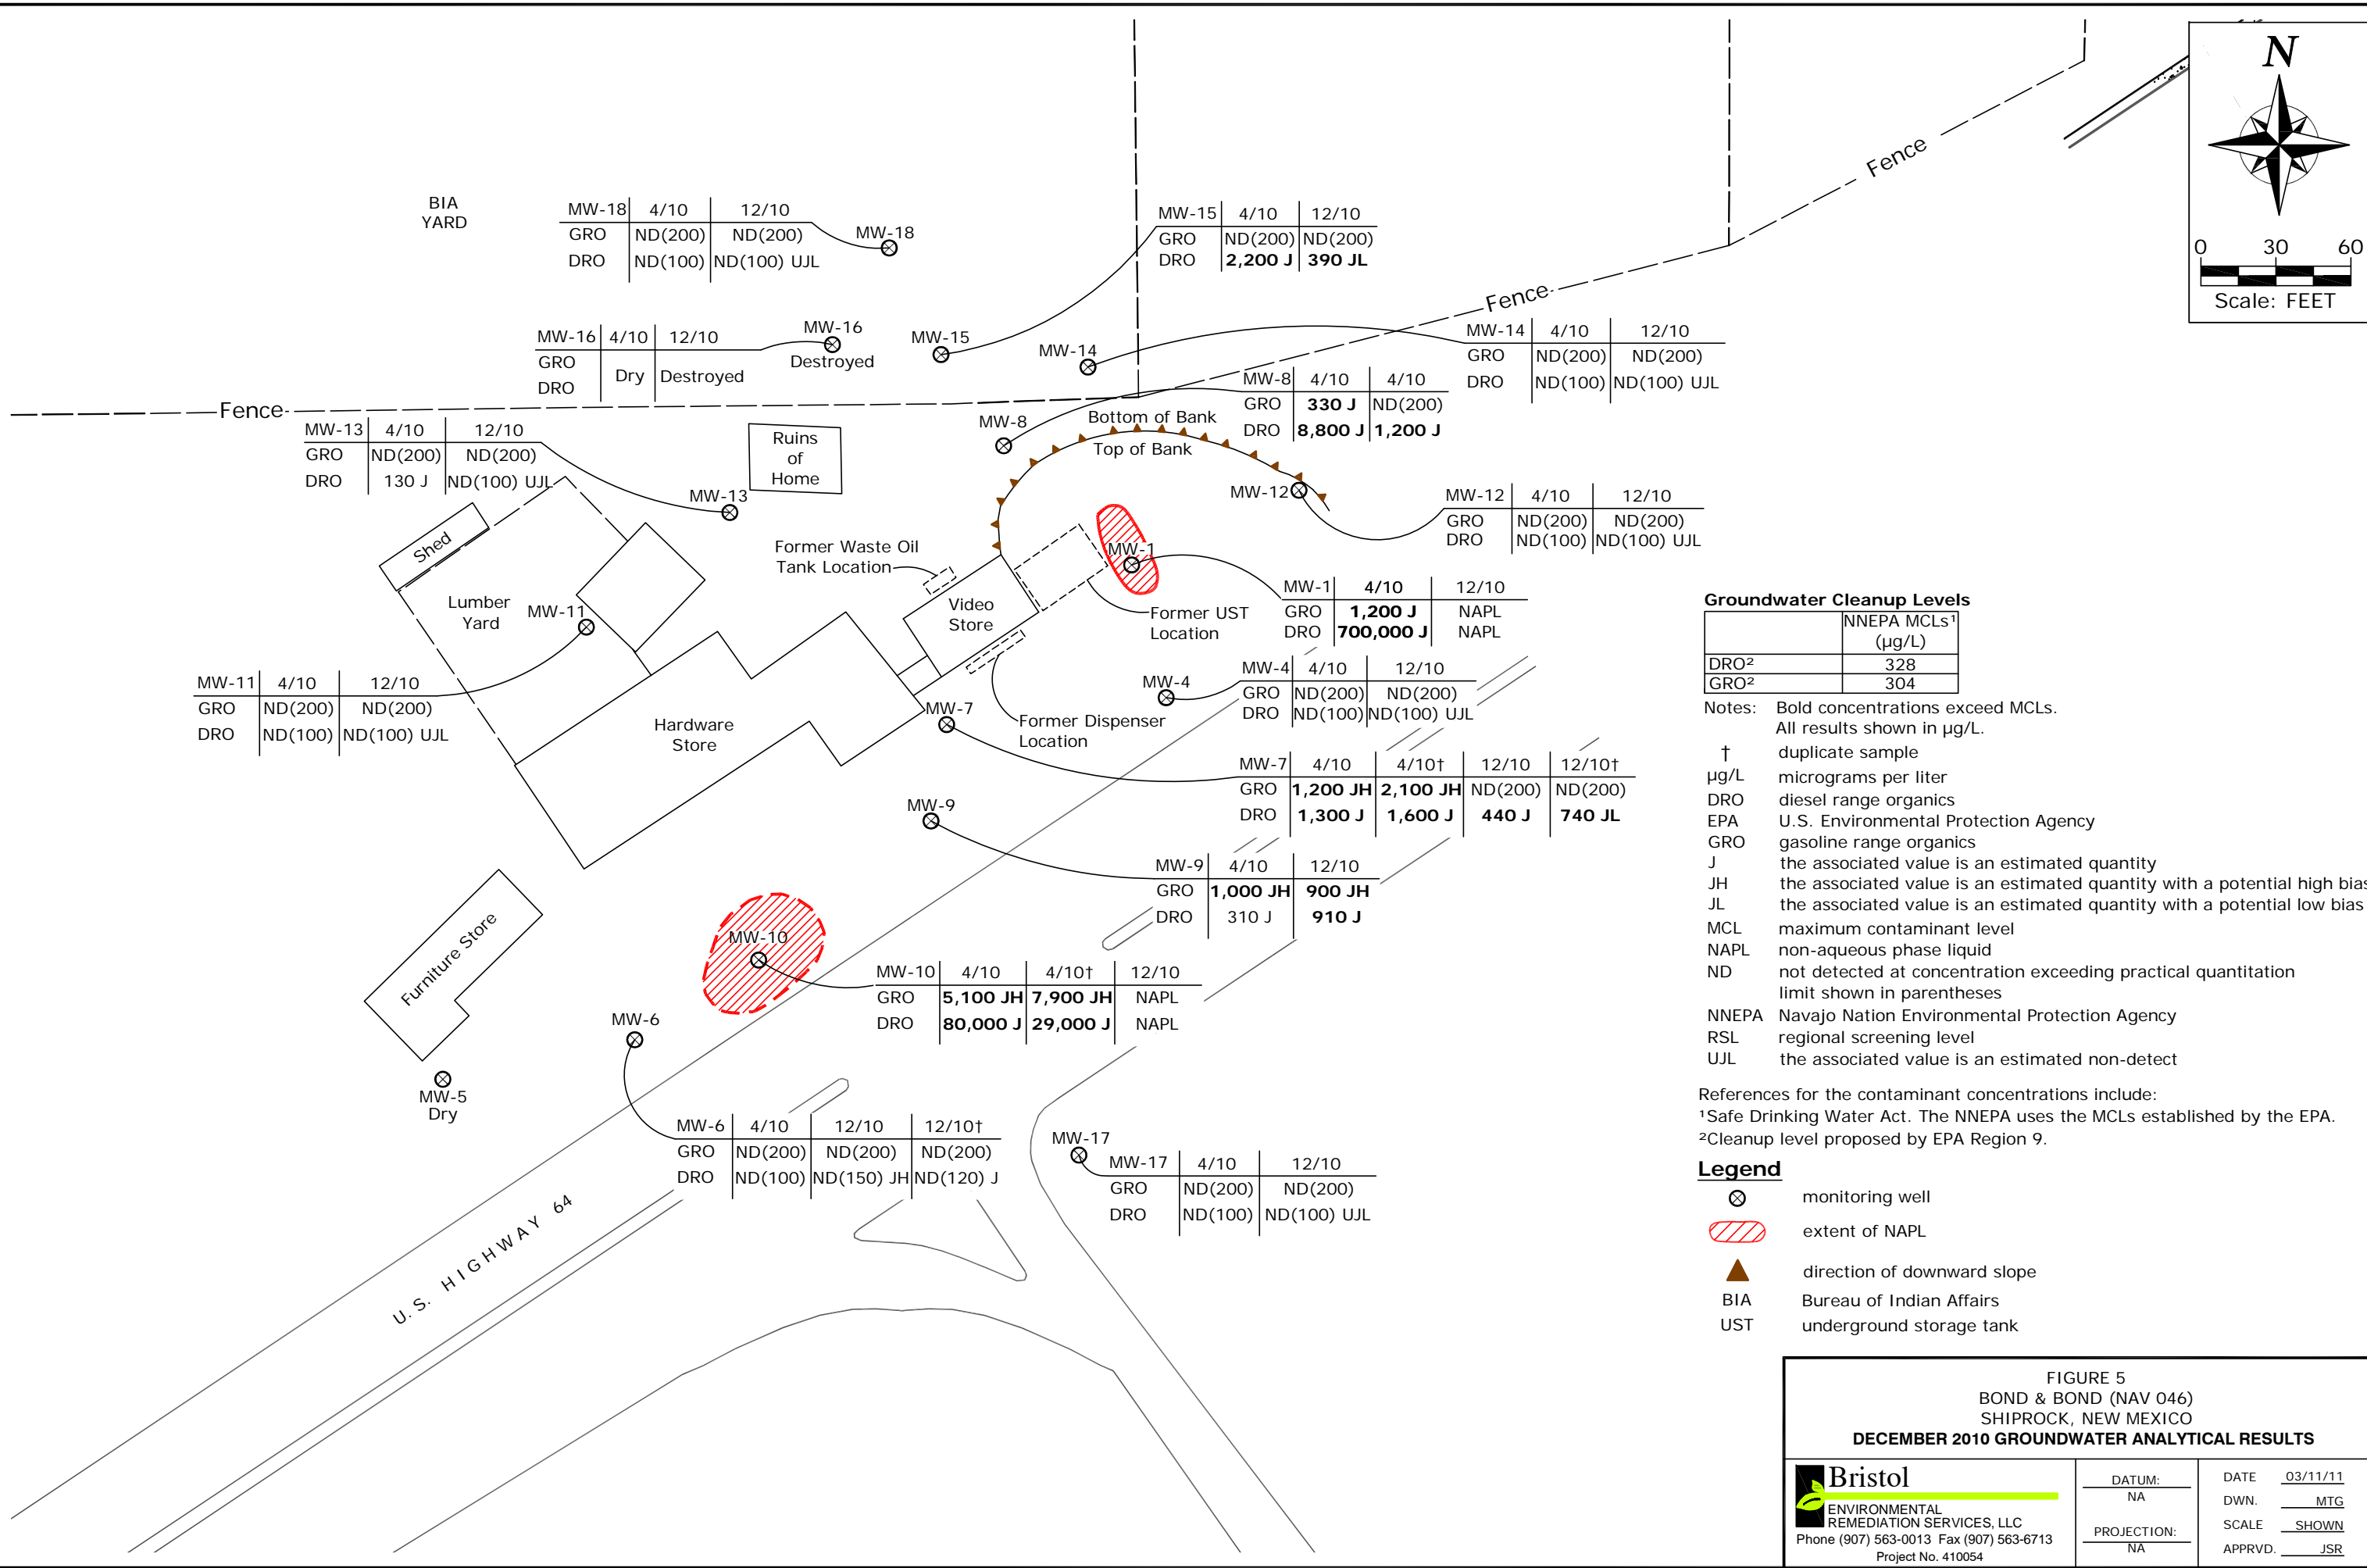 N
0 30 60
Scale: FEET
Fence
Fence
Fence
BIA
YARD
MW-18 4/10 12/10
GRO ND(200) ND(200)
DRO ND(100) ND(100) UJL
MW-18
MW-15 4/10 12/10
GRO ND(200) ND(200)
DRO 2,200 J 390 JL
MW-15
MW-16 4/10 12/10
GRO
DRO
Dry Destroyed
MW-16
Destroyed
MW-14
MW-14 4/10 12/10
GRO ND(200) ND(200)
DRO ND(100) ND(100) UJL
MW-8 4/10 4/10
GRO 330 J ND(200)
DRO 8,800 J 1,200 J
MW-8
Bottom of Bank
Top of Bank
MW-13 4/10 12/10
GRO ND(200) ND(200)
DRO 130 J ND(100) UJL
MW-13
Ruins
of
Home
MW-12
MW-12 4/10 12/10
GRO ND(200) ND(200)
DRO ND(100) ND(100) UJL
Shed
Lumber
Yard
MW-11
Former Waste Oil
Tank Location
Video
Store
MW-1
Former UST
Location
MW-1 4/10 12/10
GRO 1,200 J NAPL
DRO 700,000 J NAPL
MW-4
MW-4 4/10 12/10
GRO ND(200) ND(200)
DRO ND(100) ND(100) UJL
MW-11 4/10 12/10
GRO ND(200) ND(200)
DRO ND(100) ND(100) UJL
Hardware
Store
MW-7
Former Dispenser
Location
MW-7 4/10 4/10† 12/10 12/10†
GRO 1,200 JH 2,100 JH ND(200) ND(200)
DRO 1,300 J 1,600 J 440 J 740 JL
MW-9
MW-9 4/10 12/10
GRO 1,000 JH 900 JH
DRO 310 J 910 J
Furniture Store
MW-10
MW-10 4/10 4/10† 12/10
GRO 5,100 JH 7,900 JH NAPL
DRO 80,000 J 29,000 J NAPL
MW-6
MW-5
Dry
MW-6 4/10 12/10 12/10†
GRO ND(200) ND(200) ND(200)
DRO ND(100) ND(150) JH ND(120) J
MW-17
MW-17 4/10 12/10
GRO ND(200) ND(200)
DRO ND(100) ND(100) UJL
U.S. HIGHWAY 64
Groundwater Cleanup Levels
NNEPA MCLs¹
(µg/L)
DRO² 328
GRO² 304
Notes: Bold concentrations exceed MCLs.
All results shown in µg/L.
† duplicate sample
µg/L micrograms per liter
DRO diesel range organics
EPA U.S. Environmental Protection Agency
GRO gasoline range organics
J the associated value is an estimated quantity
JH the associated value is an estimated quantity with a potential high bias
JL the associated value is an estimated quantity with a potential low bias
MCL maximum contaminant level
NAPL non-aqueous phase liquid
ND not detected at concentration exceeding practical quantitation
limit shown in parentheses
NNEPA Navajo Nation Environmental Protection Agency
RSL regional screening level
UJL the associated value is an estimated non-detect
References for the contaminant concentrations include:
¹Safe Drinking Water Act. The NNEPA uses the MCLs established by the EPA.
²Cleanup level proposed by EPA Region 9.
Legend
monitoring well
extent of NAPL
direction of downward slope
BIA Bureau of Indian Affairs
UST underground storage tank
FIGURE 5
BOND & BOND (NAV 046)
SHIPROCK, NEW MEXICO
DECEMBER 2010 GROUNDWATER ANALYTICAL RESULTS
Bristol
ENVIRONMENTAL
REMEDIATION SERVICES, LLC
Phone (907) 563-0013 Fax (907) 563-6713
Project No. 410054
DATUM:
NA
PROJECTION:
NA
DATE 03/11/11
DWN. MTG
SCALE SHOWN
APPRVD. JSR